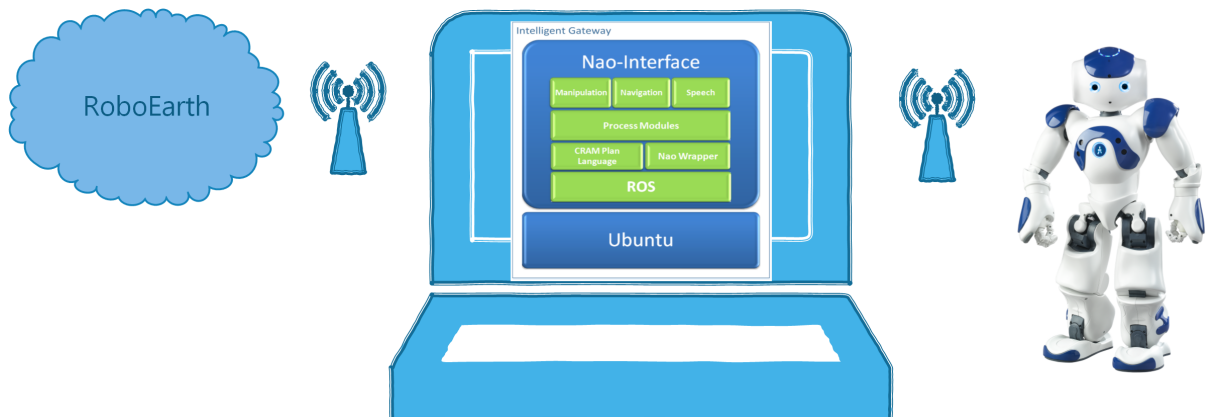 RoboEarth
Intelligent Gateway
Nao-Interface
Manipulation
Navigation
Speech
Process Modules
CRAM Plan
Language
Nao Wrapper
ROS
Ubuntu